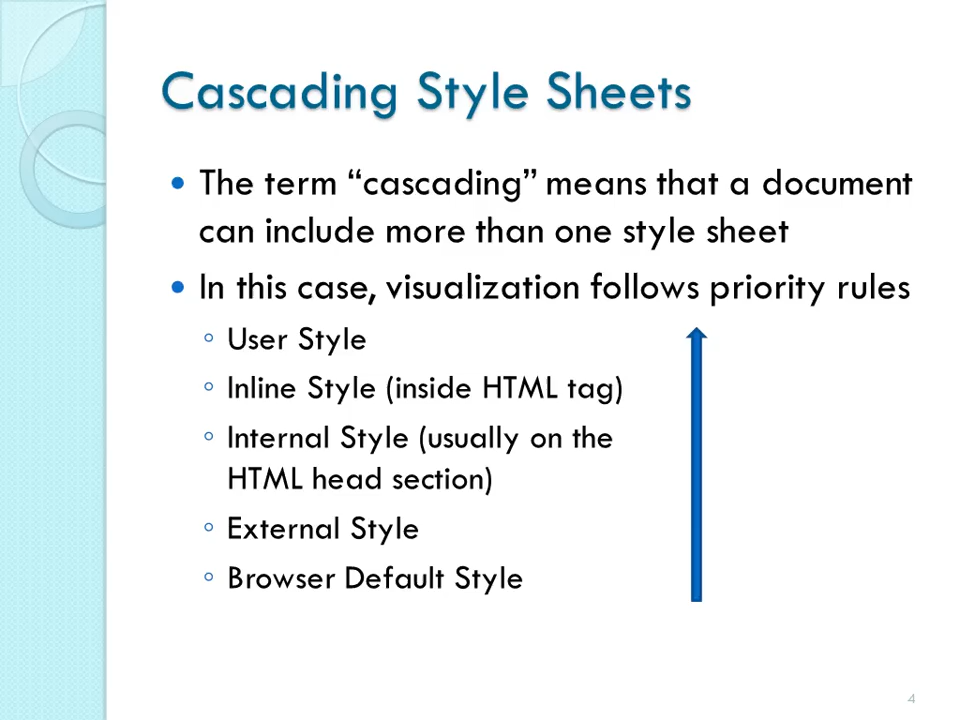 Cascading Style Sheets
• The term “cascading” means that a document
can include more than one style sheet
• In this case, visualization follows priority rules
◦ User Style
◦ Inline Style (inside HTML tag)
◦ Internal Style (usually on the
HTML head section)
◦ External Style
◦ Browser Default Style
4